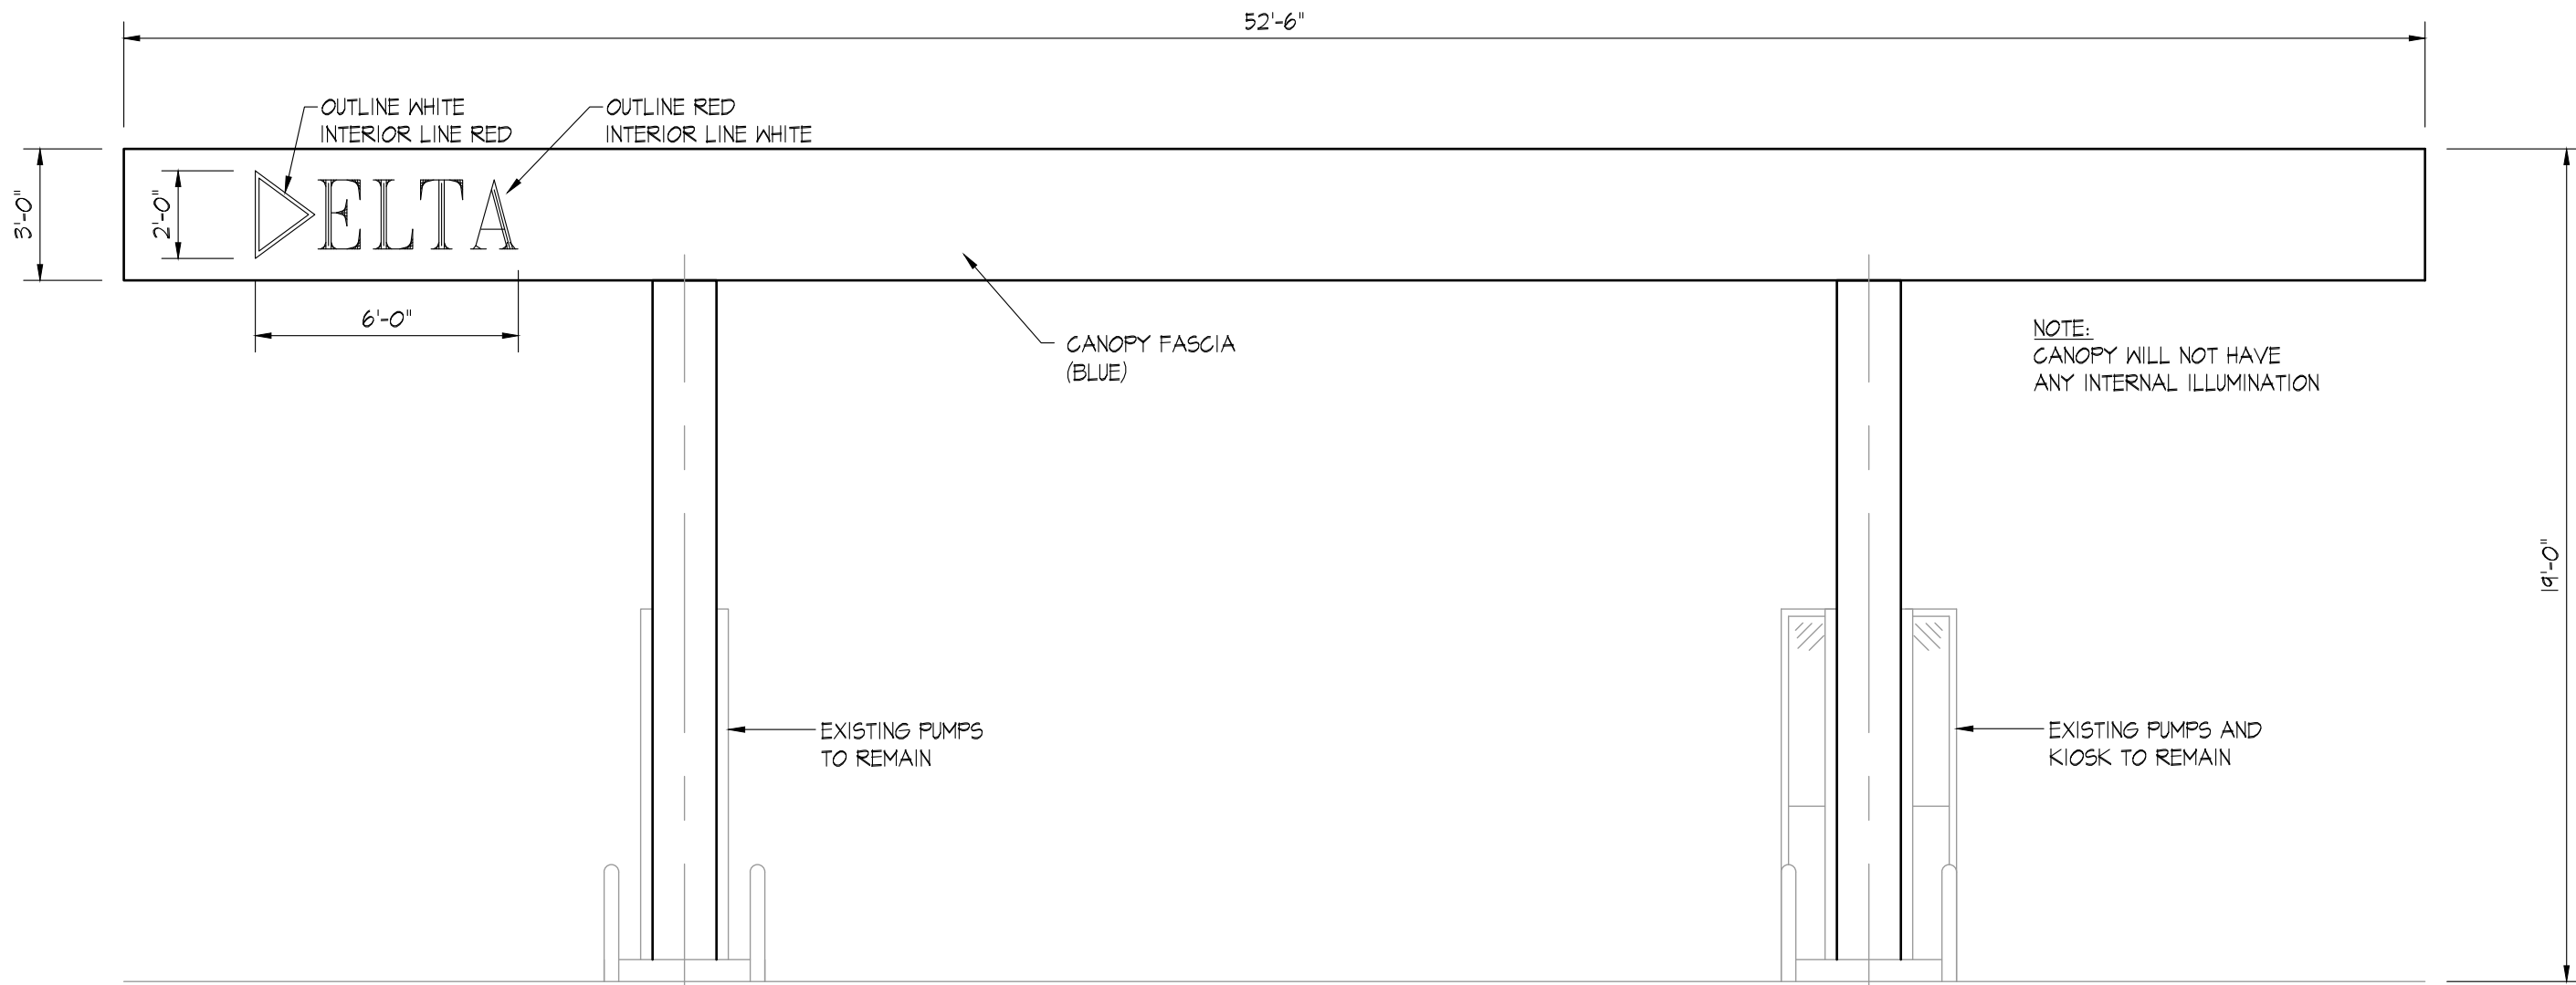 52'-6"
OUTLINE WHITE
INTERIOR LINE RED
OUTLINE RED
INTERIOR LINE WHITE
3'-0"
2'-0"
ELTA
6'-0"
CANOPY FASCIA
(BLUE)
NOTE:
CANOPY WILL NOT HAVE
ANY INTERNAL ILLUMINATION
19'-0"
EXISTING PUMPS
TO REMAIN
EXISTING PUMPS AND
KIOSK TO REMAIN